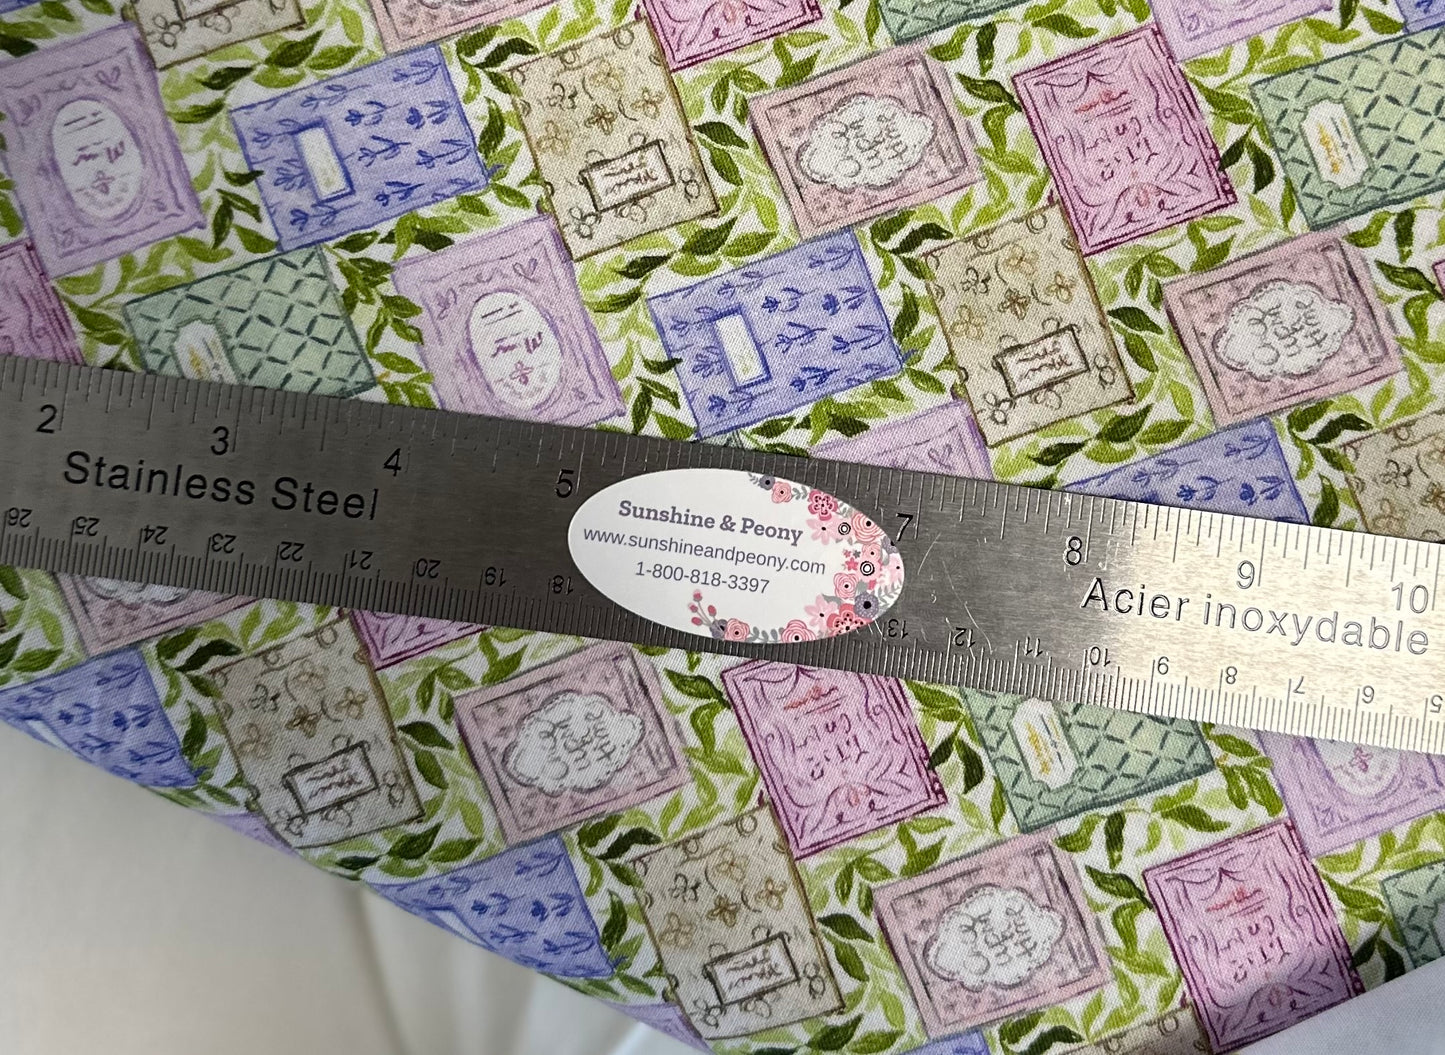 2 3 4 5 7 8 9 10
Stainless Steel
Sunshine & Peony
www.sunshineandpeony.com
1-800-818-3397
Acier inoxydable
26 25 24 23 22 21 20 19 18 13 12 11 10 9 8 7 6 5